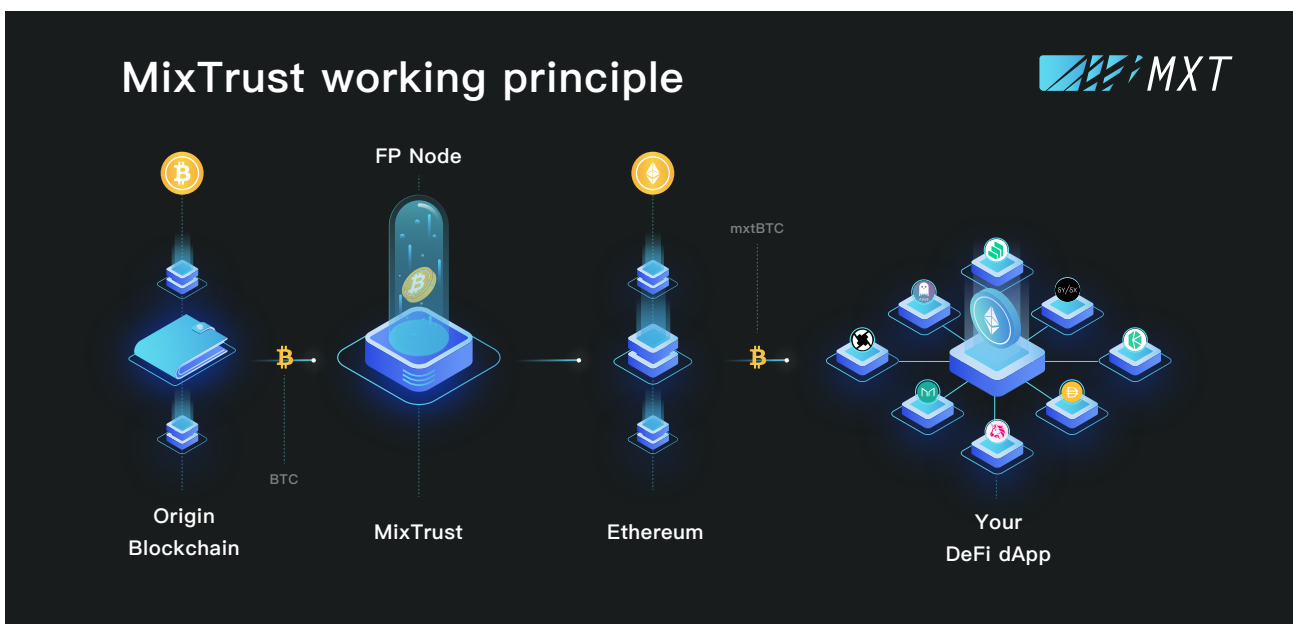 MixTrust working principle
MXT
FP Node
mxtBTC
BTC
Origin
Blockchain
MixTrust
Ethereum
Your
DeFi dApp